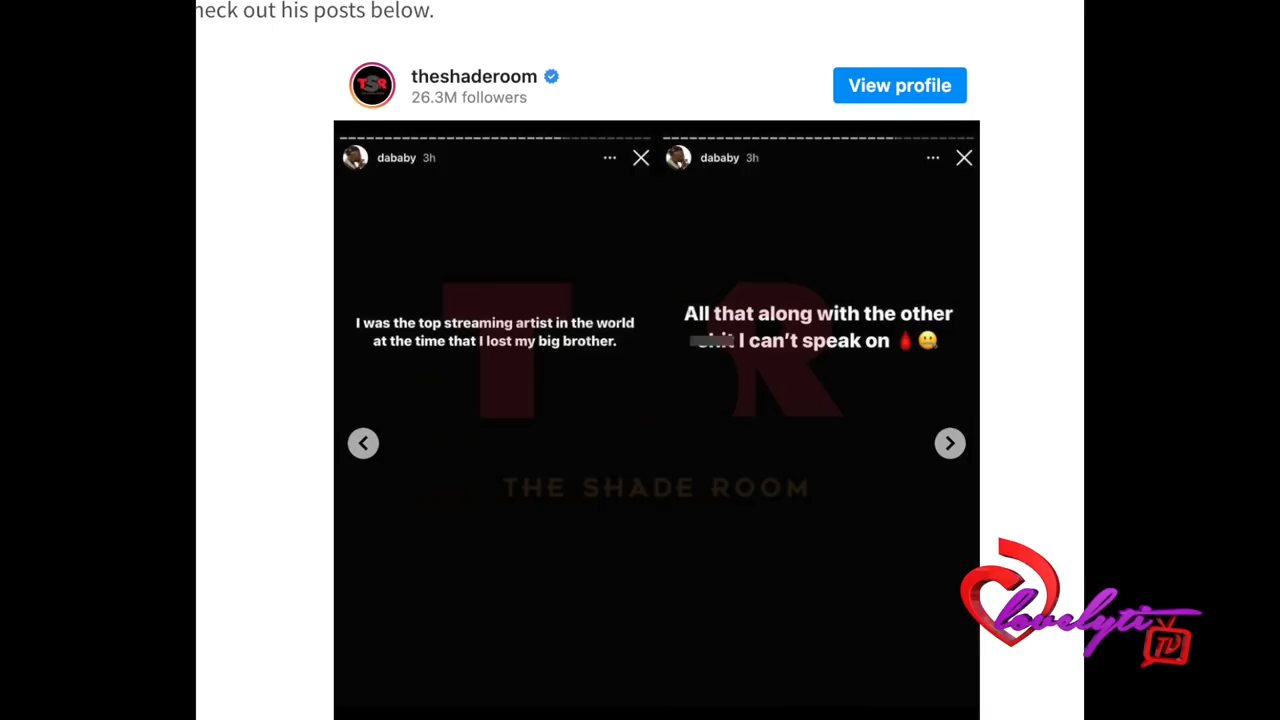 heck out his posts below.
TSR
theshaderoom
26.3M followers
View profile
dababy 3h
dababy 3h
I was the top streaming artist in the world
at the time that I lost my big brother.
All that along with the other
shit I can't speak on 🩸🤐
T R
THE SHADE ROOM
lovelyti
TV